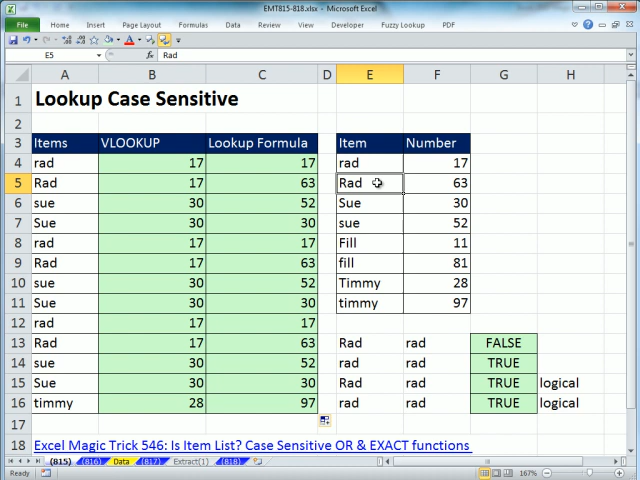 EMT815-818.xlsx - Microsoft Excel
File Home Insert Page Layout Formulas Data Review View Developer Fuzzy Lookup PDF
E5 fx Rad
A B C D E F G H
1 Lookup Case Sensitive
2
3 Items VLOOKUP Lookup Formula Item Number
4 rad 17 17 rad 17
5 Rad 17 63 Rad 63
6 sue 30 52 Sue 30
7 Sue 30 30 sue 52
8 rad 17 17 Fill 11
9 Rad 17 63 fill 81
10 sue 30 52 Timmy 28
11 Sue 30 30 timmy 97
12 rad 17 17
13 Rad 17 63 Rad rad FALSE
14 sue 30 52 rad rad TRUE
15 Sue 30 30 Rad rad TRUE logical
16 timmy 28 97 rad rad TRUE logical
17
18 Excel Magic Trick 546: Is Item List? Case Sensitive OR & EXACT functions
(815) (816) Data (817) Extract(1) (818)
Ready 167%